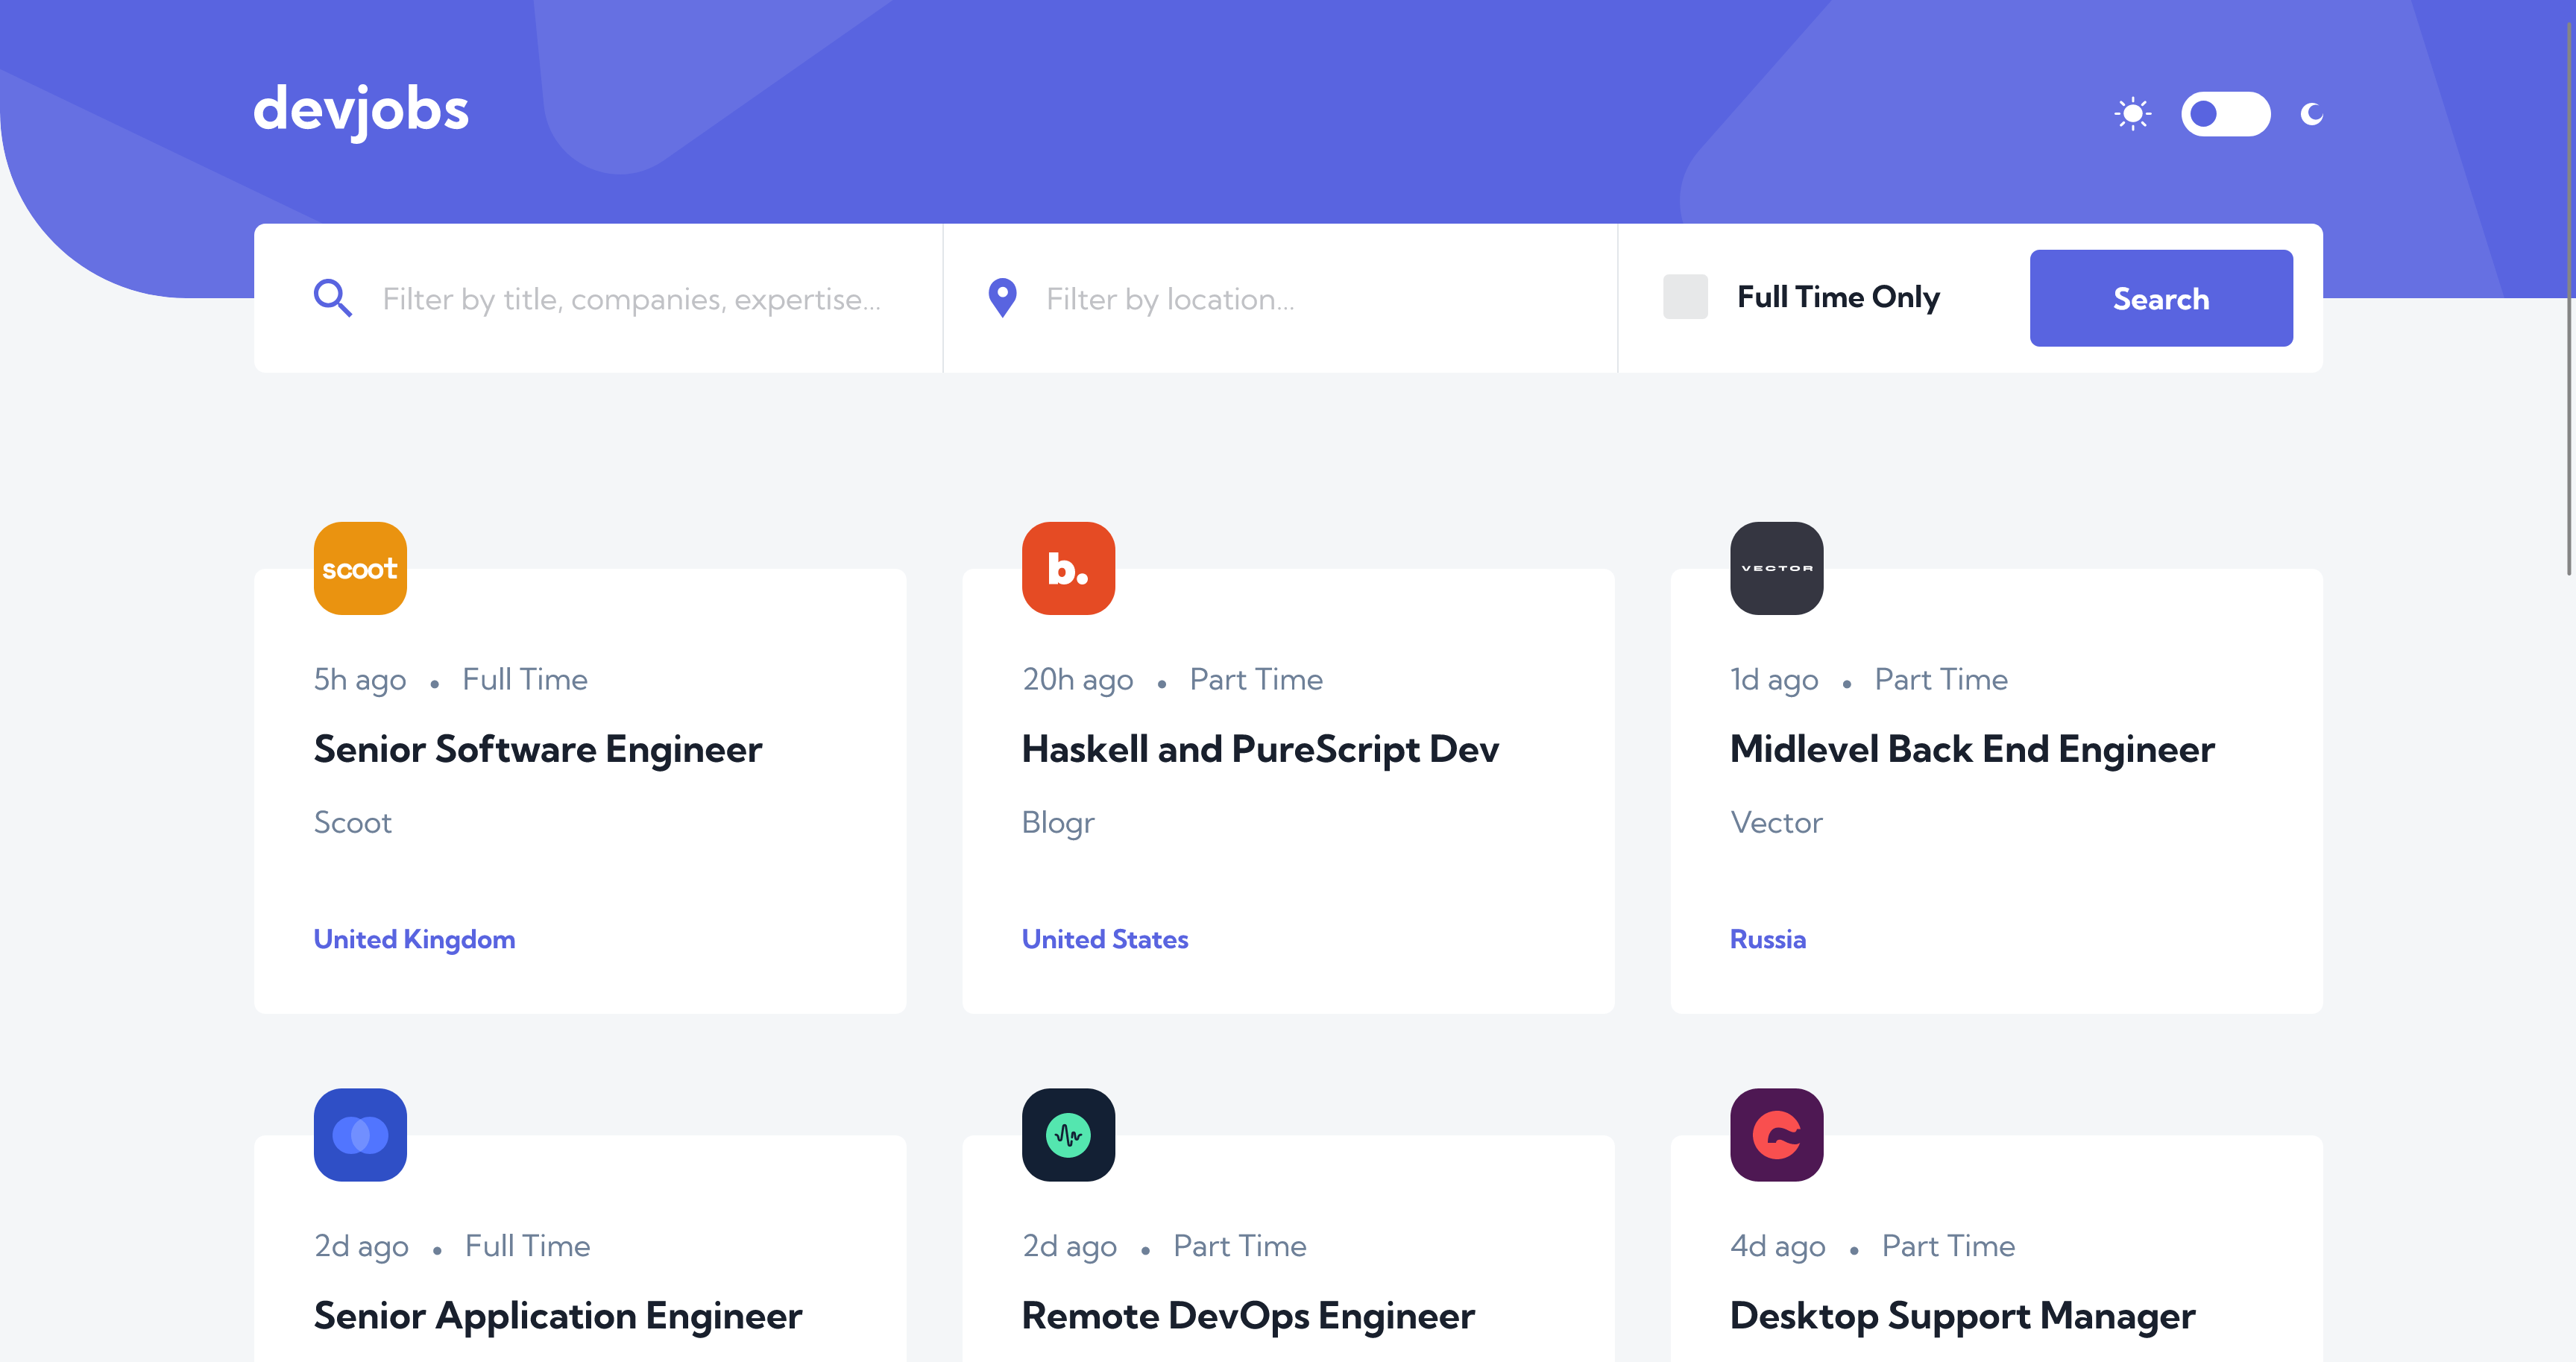 devjobs
Filter by title, companies, expertise...
Filter by location...
Full Time Only
Search
scoot
b.
VECTOR
5h ago • Full Time
Senior Software Engineer
Scoot
United Kingdom
20h ago • Part Time
Haskell and PureScript Dev
Blogr
United States
1d ago • Part Time
Midlevel Back End Engineer
Vector
Russia
2d ago • Full Time
Senior Application Engineer
2d ago • Part Time
Remote DevOps Engineer
4d ago • Part Time
Desktop Support Manager